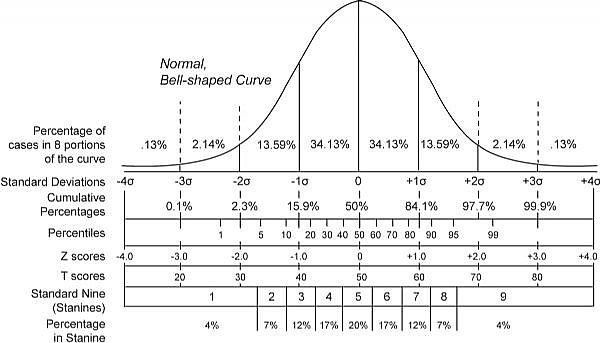 Normal,
Bell-shaped Curve
Percentage of
cases in 8 portions
of the curve
.13% 2.14% 13.59% 34.13% 34.13% 13.59% 2.14% .13%
Standard Deviations -4σ -3σ -2σ -1σ 0 +1σ +2σ +3σ +4σ
Cumulative
Percentages
0.1% 2.3% 15.9% 50% 84.1% 97.7% 99.9%
Percentiles 1 5 10 20 30 40 50 60 70 80 90 95 99
Z scores -4.0 -3.0 -2.0 -1.0 0 +1.0 +2.0 +3.0 +4.0
T scores 20 30 40 50 60 70 80
Standard Nine
(Stanines)
1 2 3 4 5 6 7 8 9
Percentage
in Stanine
4% 7% 12% 17% 20% 17% 12% 7% 4%